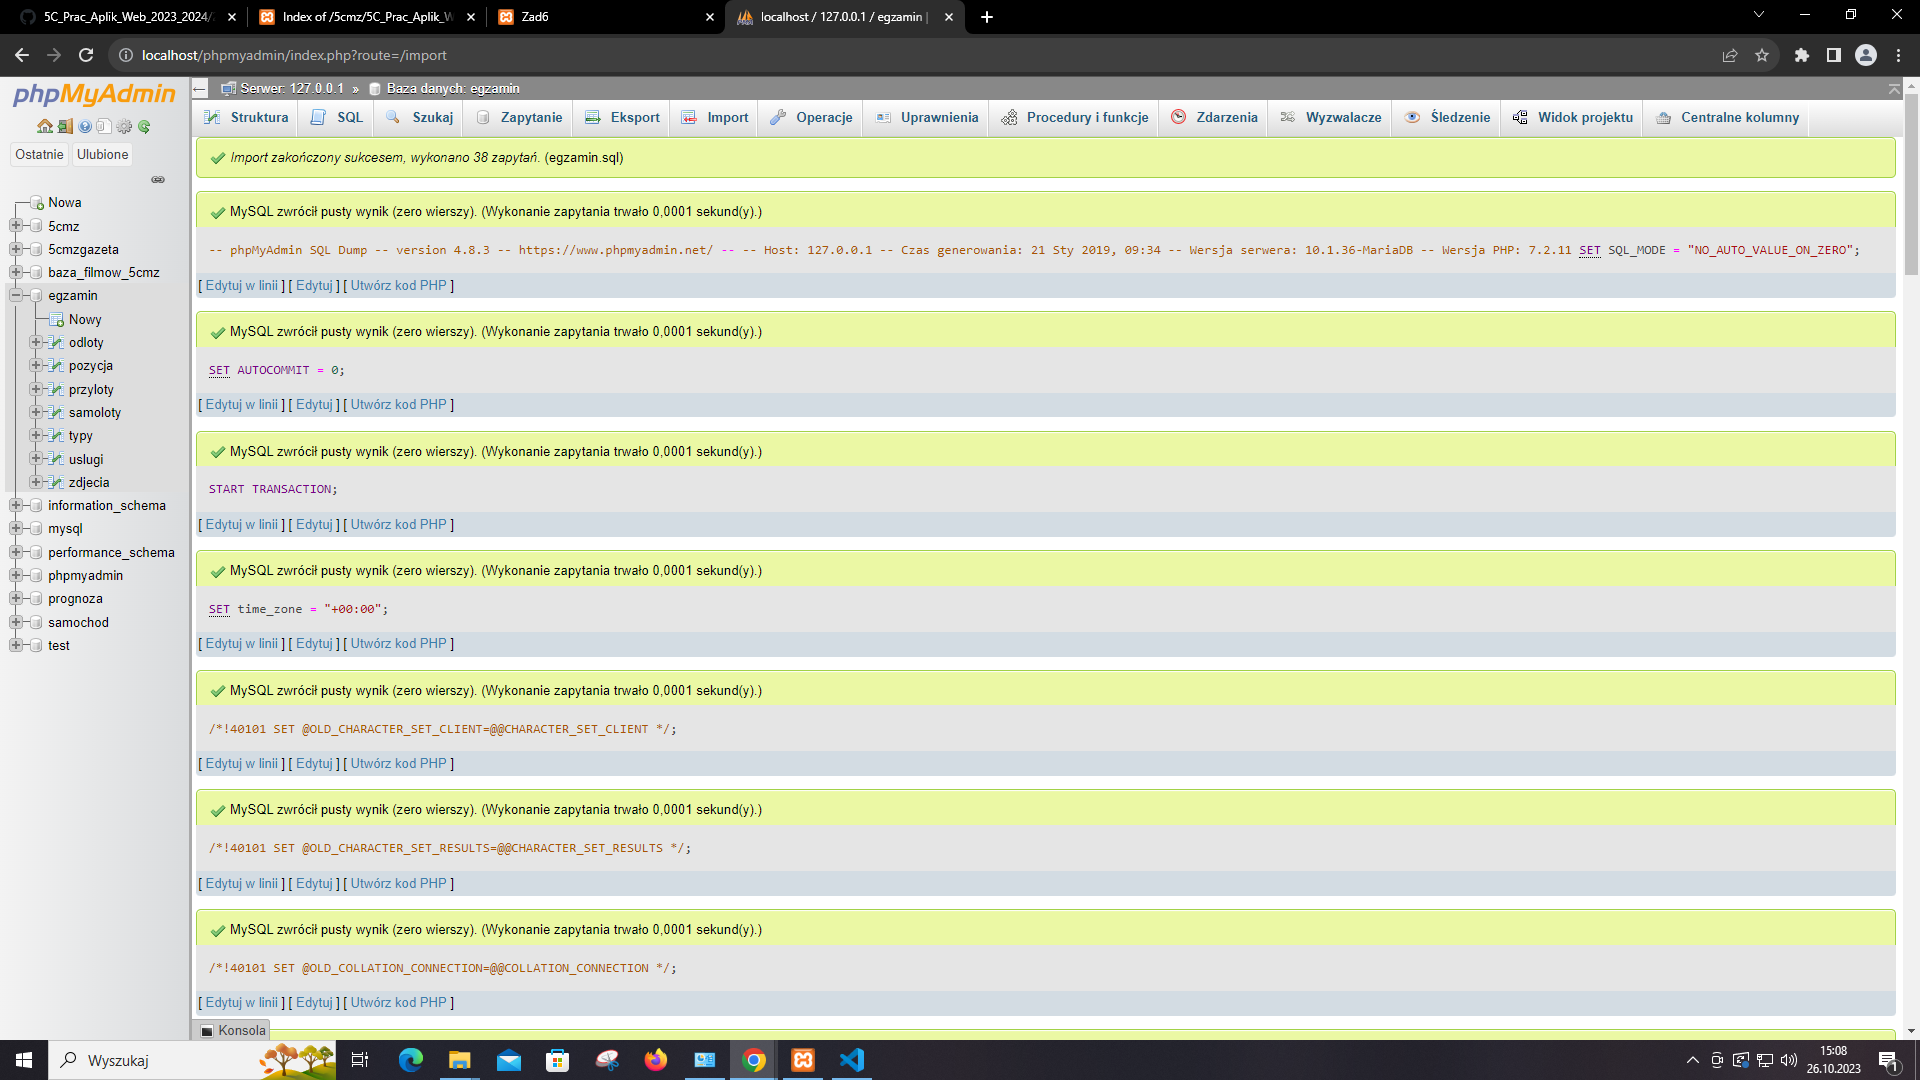 5C_Prac_Aplik_Web_2023_2024/
Index of /5cmz/5C_Prac_Aplik_W
Zad6
localhost / 127.0.0.1 / egzamin |
localhost/phpmyadmin/index.php?route=/import
phpMyAdmin
Ostatnie
Ulubione
Nowa
5cmz
5cmzgazeta
baza_filmow_5cmz
egzamin
Nowy
odloty
pozycja
przyloty
samoloty
typy
uslugi
zdjecia
information_schema
mysql
performance_schema
phpmyadmin
prognoza
samochod
test
Serwer: 127.0.0.1 » Baza danych: egzamin
Struktura SQL Szukaj Zapytanie Eksport Import Operacje Uprawnienia Procedury i funkcje Zdarzenia Wyzwalacze Śledzenie Widok projektu Centralne kolumny
Import zakończony sukcesem, wykonano 38 zapytań. (egzamin.sql)
MySQL zwrócił pusty wynik (zero wierszy). (Wykonanie zapytania trwało 0,0001 sekund(y).)
-- phpMyAdmin SQL Dump -- version 4.8.3 -- https://www.phpmyadmin.net/ -- -- Host: 127.0.0.1 -- Czas generowania: 21 Sty 2019, 09:34 -- Wersja serwera: 10.1.36-MariaDB -- Wersja PHP: 7.2.11 SET SQL_MODE = "NO_AUTO_VALUE_ON_ZERO";
[ Edytuj w linii ] [ Edytuj ] [ Utwórz kod PHP ]
MySQL zwrócił pusty wynik (zero wierszy). (Wykonanie zapytania trwało 0,0001 sekund(y).)
SET AUTOCOMMIT = 0;
[ Edytuj w linii ] [ Edytuj ] [ Utwórz kod PHP ]
MySQL zwrócił pusty wynik (zero wierszy). (Wykonanie zapytania trwało 0,0001 sekund(y).)
START TRANSACTION;
[ Edytuj w linii ] [ Edytuj ] [ Utwórz kod PHP ]
MySQL zwrócił pusty wynik (zero wierszy). (Wykonanie zapytania trwało 0,0001 sekund(y).)
SET time_zone = "+00:00";
[ Edytuj w linii ] [ Edytuj ] [ Utwórz kod PHP ]
MySQL zwrócił pusty wynik (zero wierszy). (Wykonanie zapytania trwało 0,0001 sekund(y).)
/*!40101 SET @OLD_CHARACTER_SET_CLIENT=@@CHARACTER_SET_CLIENT */;
[ Edytuj w linii ] [ Edytuj ] [ Utwórz kod PHP ]
MySQL zwrócił pusty wynik (zero wierszy). (Wykonanie zapytania trwało 0,0001 sekund(y).)
/*!40101 SET @OLD_CHARACTER_SET_RESULTS=@@CHARACTER_SET_RESULTS */;
[ Edytuj w linii ] [ Edytuj ] [ Utwórz kod PHP ]
MySQL zwrócił pusty wynik (zero wierszy). (Wykonanie zapytania trwało 0,0001 sekund(y).)
/*!40101 SET @OLD_COLLATION_CONNECTION=@@COLLATION_CONNECTION */;
[ Edytuj w linii ] [ Edytuj ] [ Utwórz kod PHP ]
Konsola
Wyszukaj
15:08
26.10.2023
1